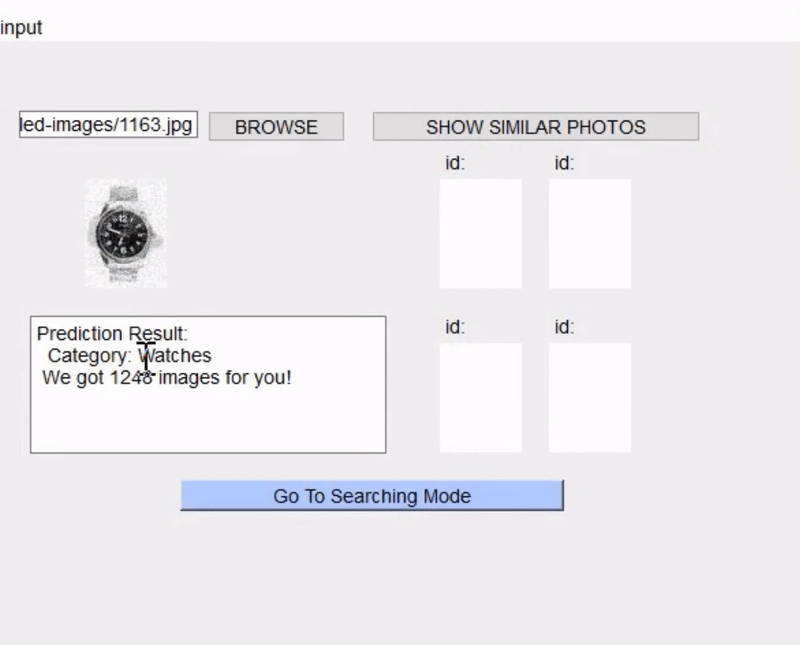 input
led-images/1163.jpg
BROWSE
SHOW SIMILAR PHOTOS
id:
id:
Prediction Result:
Category: Watches
We got 1248 images for you!
id:
id:
Go To Searching Mode